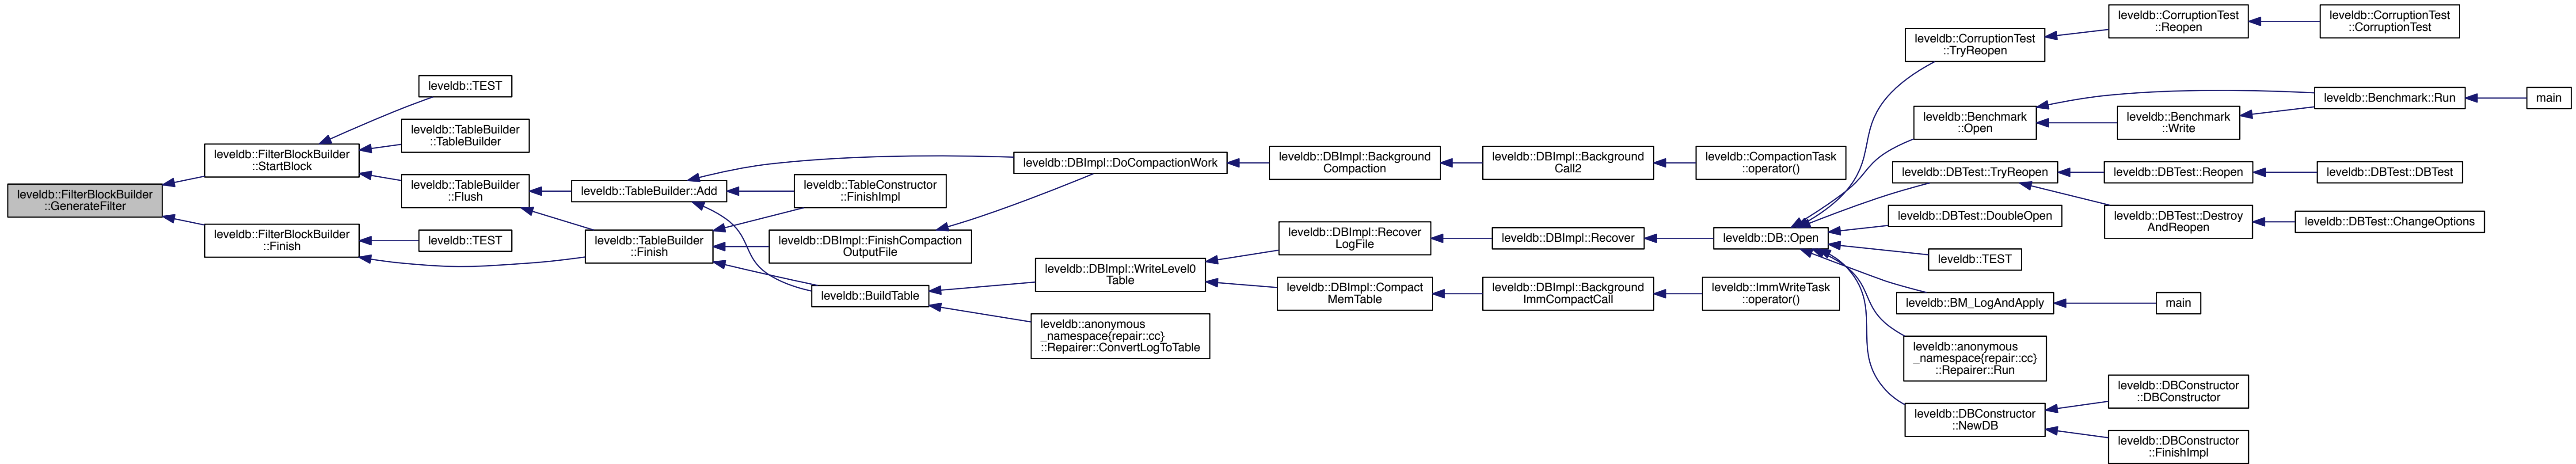 leveldb::FilterBlockBuilder
::GenerateFilter
leveldb::FilterBlockBuilder
::StartBlock
leveldb::FilterBlockBuilder
::Finish
leveldb::TEST
leveldb::TableBuilder
::TableBuilder
leveldb::TableBuilder
::Flush
leveldb::TEST
leveldb::TableBuilder::Add
leveldb::TableBuilder
::Finish
leveldb::TableConstructor
::FinishImpl
leveldb::DBImpl::FinishCompaction
OutputFile
leveldb::BuildTable
leveldb::DBImpl::DoCompactionWork
leveldb::DBImpl::WriteLevel0
Table
leveldb::anonymous
_namespace{repair::cc}
::Repairer::ConvertLogToTable
leveldb::DBImpl::Background
Compaction
leveldb::DBImpl::Recover
LogFile
leveldb::DBImpl::Compact
MemTable
leveldb::DBImpl::Background
Call2
leveldb::DBImpl::Recover
leveldb::DBImpl::Background
ImmCompactCall
leveldb::CompactionTask
::operator()
leveldb::DB::Open
leveldb::ImmWriteTask
::operator()
leveldb::CorruptionTest
::TryReopen
leveldb::Benchmark
::Open
leveldb::DBTest::TryReopen
leveldb::DBTest::DoubleOpen
leveldb::TEST
leveldb::BM_LogAndApply
leveldb::anonymous
_namespace{repair::cc}
::Repairer::Run
leveldb::DBConstructor
::NewDB
leveldb::CorruptionTest
::Reopen
leveldb::Benchmark
::Write
leveldb::DBTest::Reopen
leveldb::DBTest::Destroy
AndReopen
main
leveldb::DBConstructor
::DBConstructor
leveldb::DBConstructor
::FinishImpl
leveldb::CorruptionTest
::CorruptionTest
leveldb::Benchmark::Run
leveldb::DBTest::DBTest
leveldb::DBTest::ChangeOptions
main